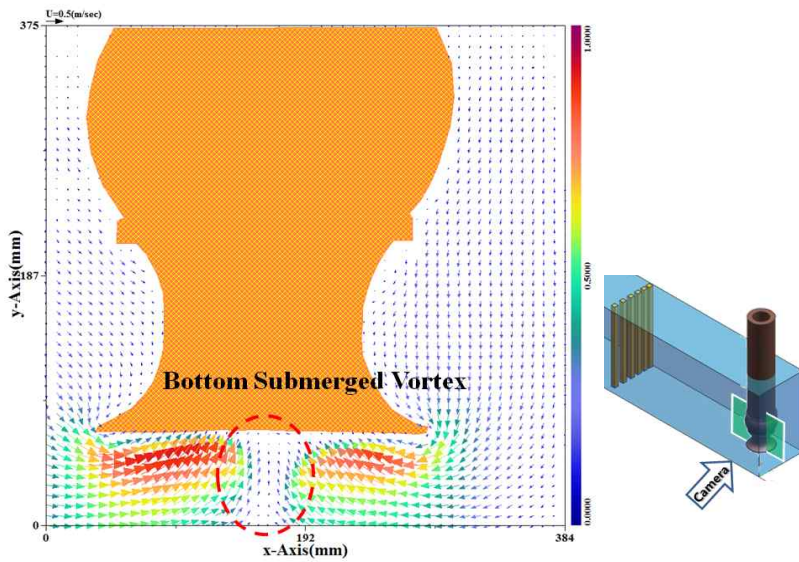 U=0.5(m/sec)
375
1.0000
y-Axis(mm)
187
0.5000
Bottom Submerged Vortex
Camera
0.0000
0
0
192
384
x-Axis(mm)